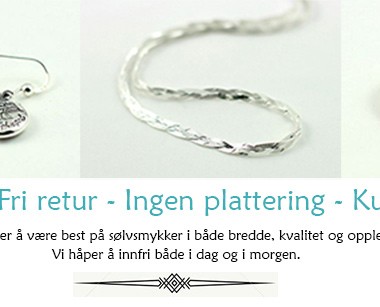 Fri retur - Ingen plattering - Ku
er å være best på sølvsmykker i både bredde, kvalitet og opple
Vi håper å innfri både i dag og i morgen.